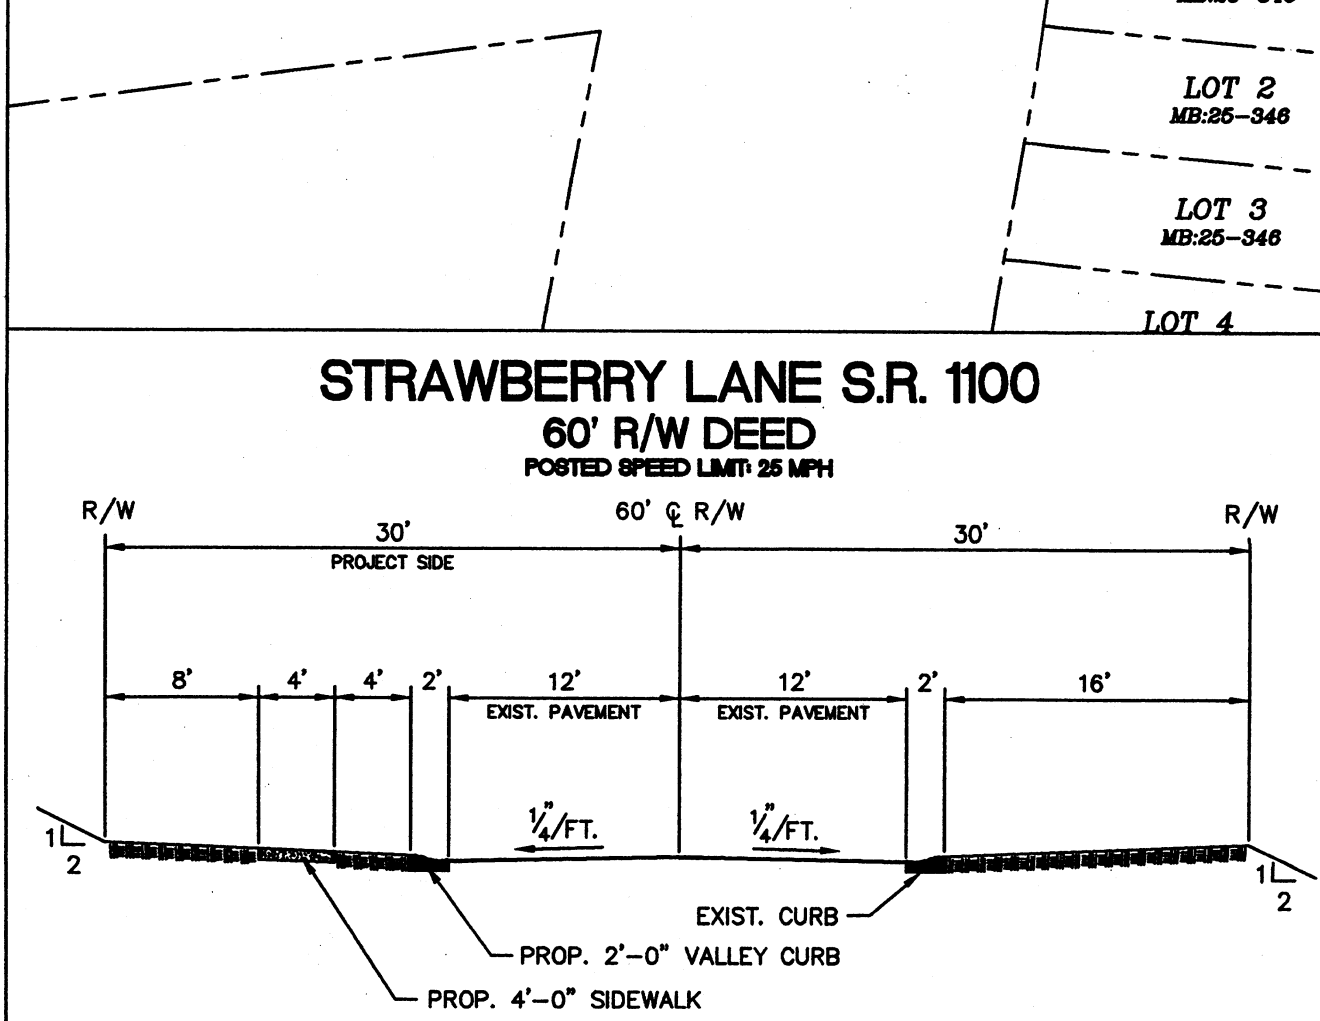 LOT 2
MB:25-346
LOT 3
MB:25-346
LOT 4
STRAWBERRY LANE S.R. 1100
60' R/W DEED
POSTED SPEED LIMIT: 25 MPH
R/W 60' ℄ R/W R/W
30' 30'
PROJECT SIDE
8' 4' 4' 2' 12' 12' 2' 16'
EXIST. PAVEMENT EXIST. PAVEMENT
1/4"/FT. 1/4"/FT.
1 2 1 2
EXIST. CURB
PROP. 2'-0" VALLEY CURB
PROP. 4'-0" SIDEWALK